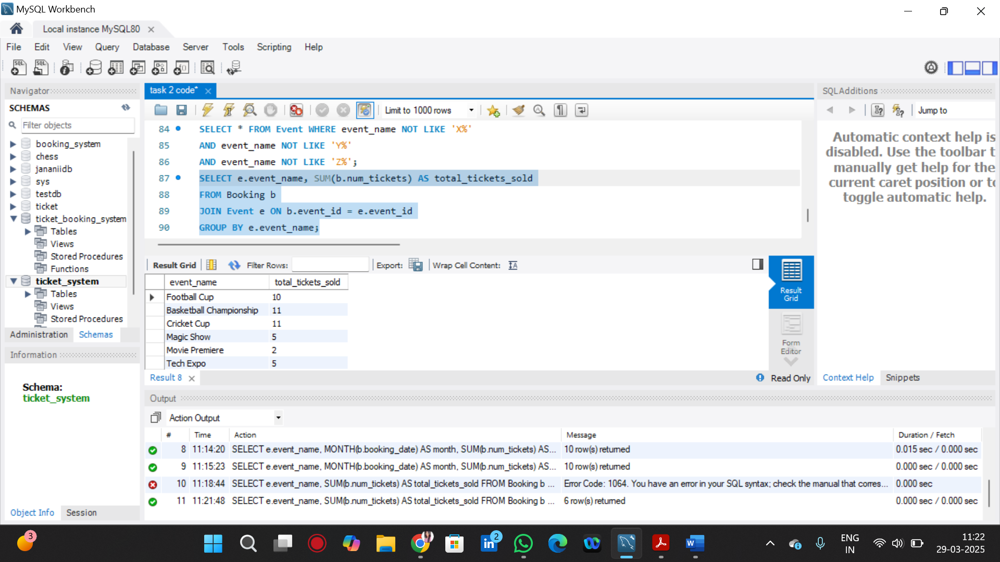 MySQL Workbench
Local instance MySQL80
File Edit View Query Database Server Tools Scripting Help
Navigator
SCHEMAS
Filter objects
booking_system
chess
jananiidb
sys
testdb
ticket
ticket_booking_system
Tables
Views
Stored Procedures
Functions
ticket_system
Tables
Views
Stored Procedures
Administration Schemas
Information
Schema:
ticket_system
Object Info Session
task 2 code*
Limit to 1000 rows
84 SELECT * FROM Event WHERE event_name NOT LIKE 'X%'
85 AND event_name NOT LIKE 'Y%'
86 AND event_name NOT LIKE 'Z%';
87 SELECT e.event_name, SUM(b.num_tickets) AS total_tickets_sold
88 FROM Booking b
89 JOIN Event e ON b.event_id = e.event_id
90 GROUP BY e.event_name;
Result Grid Filter Rows: Export: Wrap Cell Content:
event_name total_tickets_sold
Football Cup 10
Basketball Championship 11
Cricket Cup 11
Magic Show 5
Movie Premiere 2
Tech Expo 5
Result
Grid
Form
Editor
Result 8
Read Only
SQLAdditions
Jump to
Automatic context help is
disabled. Use the toolbar t
manually get help for the
current caret position or to
toggle automatic help.
Context Help Snippets
Output
Action Output
# Time Action Message Duration / Fetch
8 11:14:20 SELECT e.event_name, MONTH(b.booking_date) AS month, SUM(b.num_tickets) AS... 10 row(s) returned 0.015 sec / 0.000 sec
9 11:15:23 SELECT e.event_name, MONTH(b.booking_date) AS month, SUM(b.num_tickets) AS... 10 row(s) returned 0.000 sec / 0.000 sec
10 11:18:44 SELECT e.event_name, SUM(b.num_tickets) AS total_tickets_sold FROM Booking b ... Error Code: 1064. You have an error in your SQL syntax; check the manual that corres... 0.000 sec
11 11:21:48 SELECT e.event_name, SUM(b.num_tickets) AS total_tickets_sold FROM Booking b ... 6 row(s) returned 0.000 sec / 0.000 sec
3
2
ENG
IN
11:22
29-03-2025